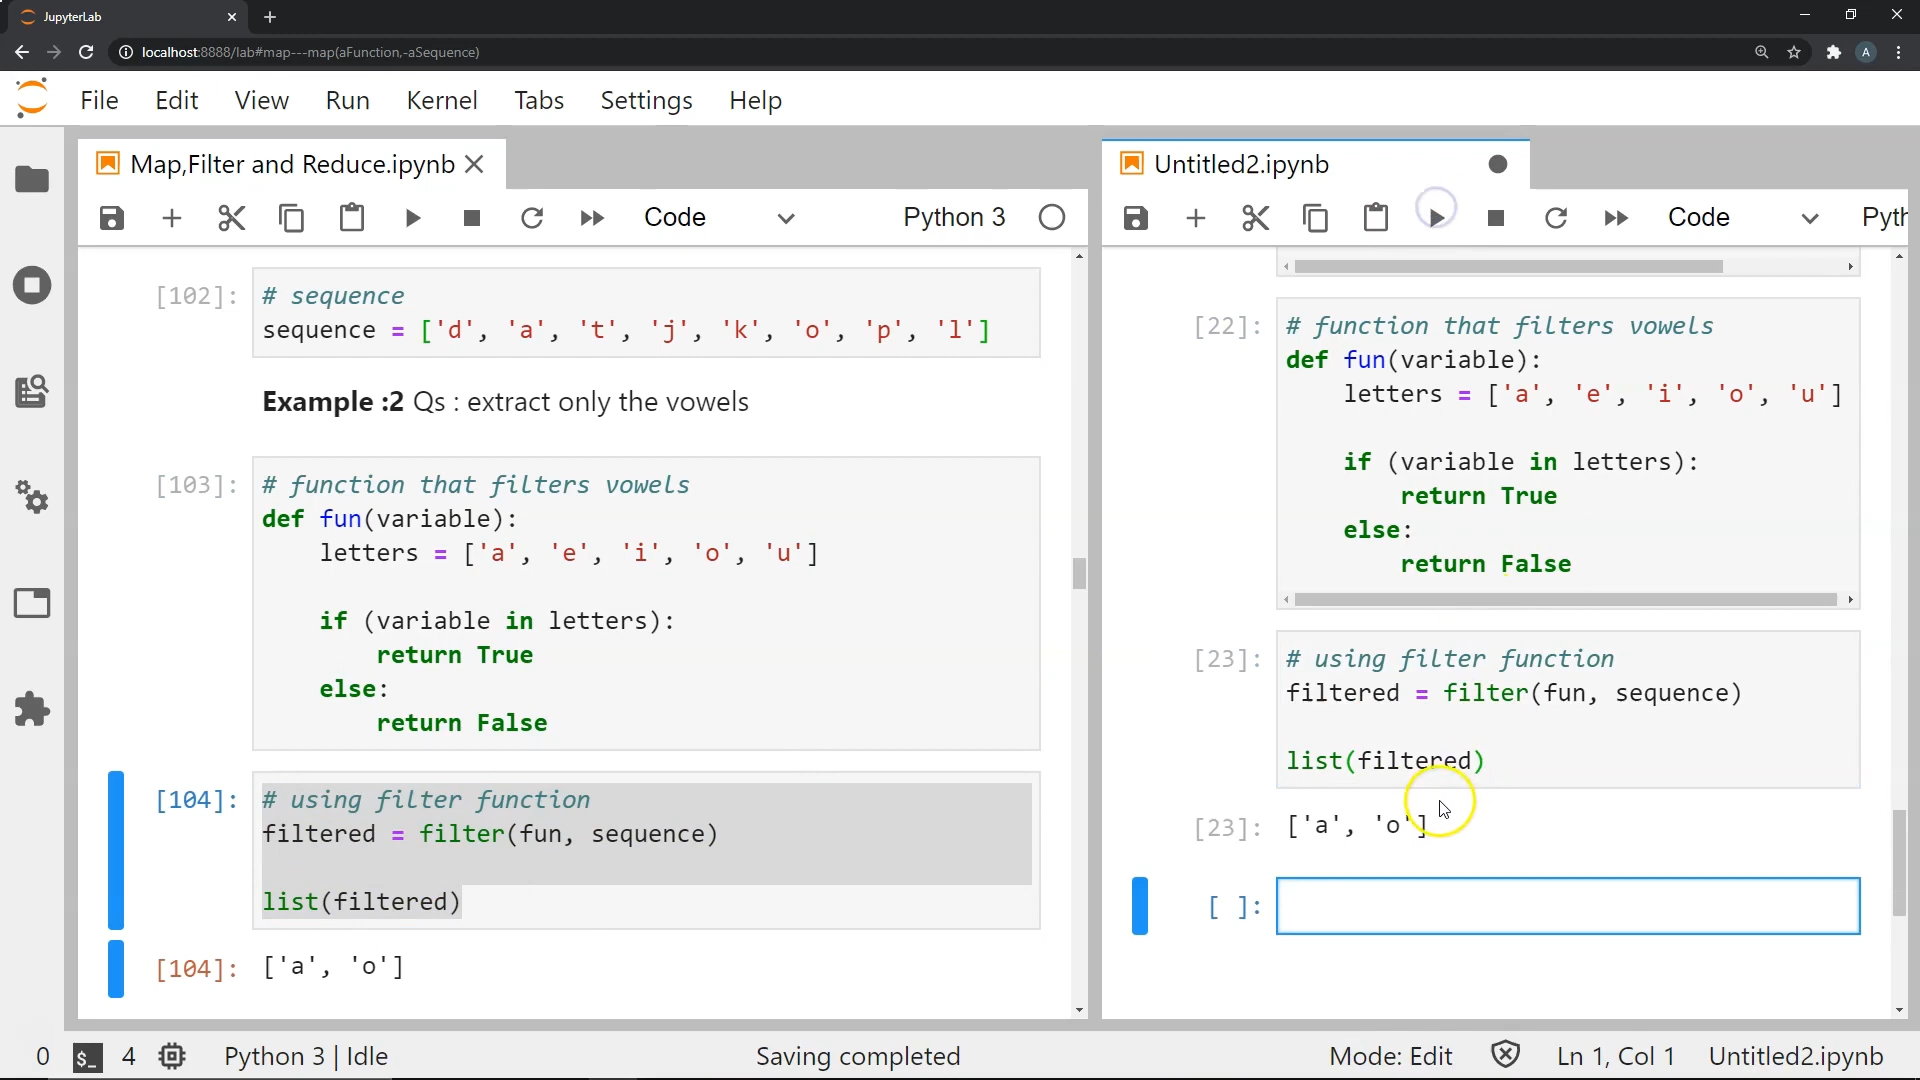 JupyterLab
localhost:8888/lab#map---map(aFunction,-aSequence)
A
File Edit View Run Kernel Tabs Settings Help
Map,Filter and Reduce.ipynb
Code Python 3
[102]: # sequence
sequence = ['d', 'a', 't', 'j', 'k', 'o', 'p', 'l']
Example :2 Qs : extract only the vowels
[103]: # function that filters vowels
def fun(variable):
letters = ['a', 'e', 'i', 'o', 'u']
if (variable in letters):
return True
else:
return False
[104]: # using filter function
filtered = filter(fun, sequence)
list(filtered)
[104]: ['a', 'o']
Untitled2.ipynb
Code Pyth
[22]: # function that filters vowels
def fun(variable):
letters = ['a', 'e', 'i', 'o', 'u']
if (variable in letters):
return True
else:
return False
[23]: # using filter function
filtered = filter(fun, sequence)
list(filtered)
[23]: ['a', 'o']
[ ]:
0 $_ 4 Python 3 | Idle Saving completed Mode: Edit Ln 1, Col 1 Untitled2.ipynb